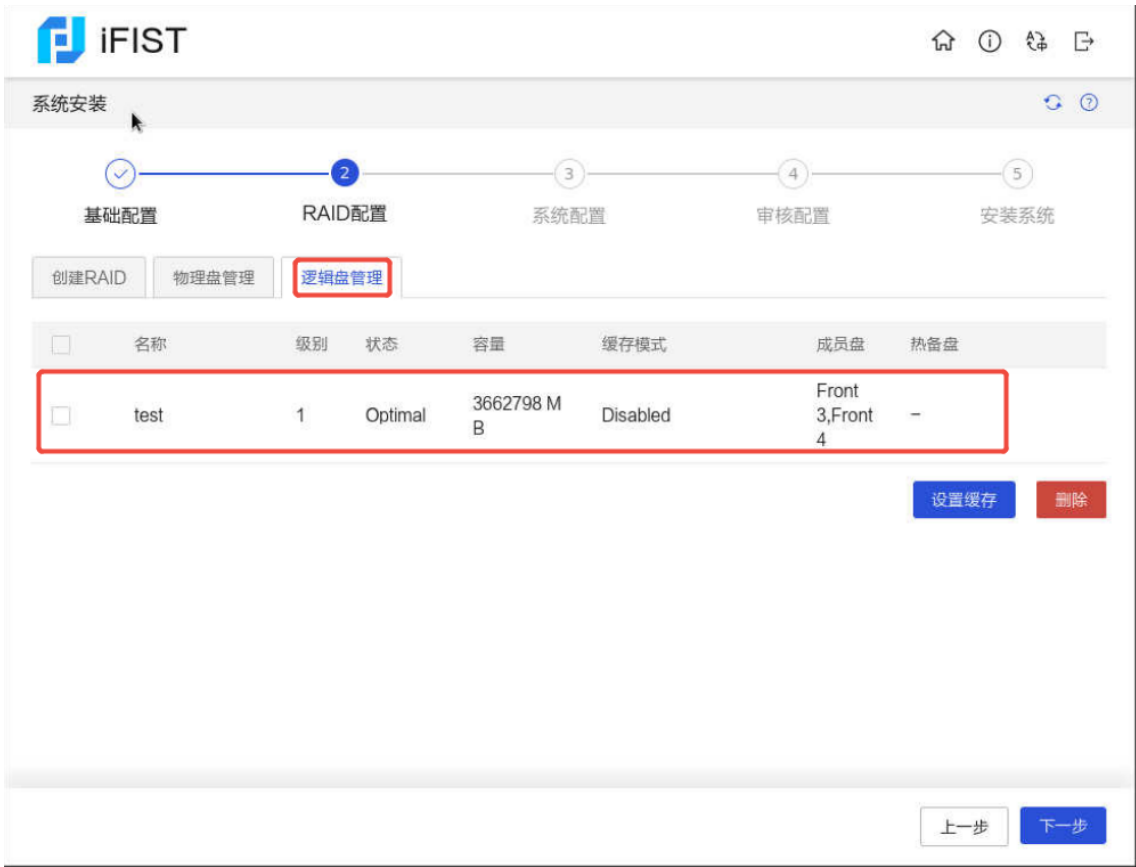 iFIST
系统安装
2 3 4 5
基础配置 RAID配置 系统配置 审核配置 安装系统
创建RAID 物理盘管理 逻辑盘管理
名称 级别 状态 容量 缓存模式 成员盘 热备盘
test 1 Optimal 3662798 M Disabled Front
B 3,Front –
4
设置缓存 删除
上一步 下一步